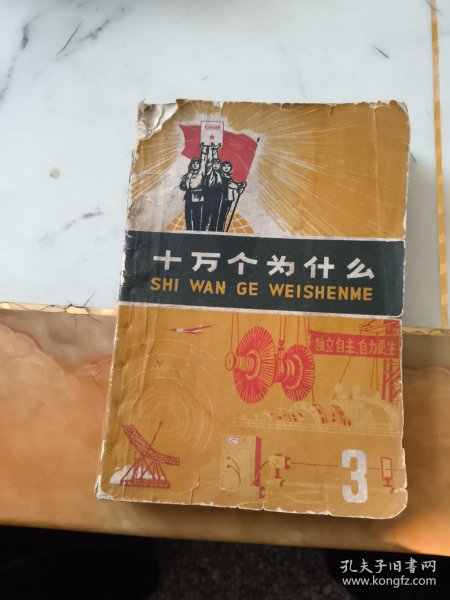 十万个为什么
SHI WAN GE WEISHENME
独立自主、自力更生
3
孔夫子旧书网
www.kongfz.com